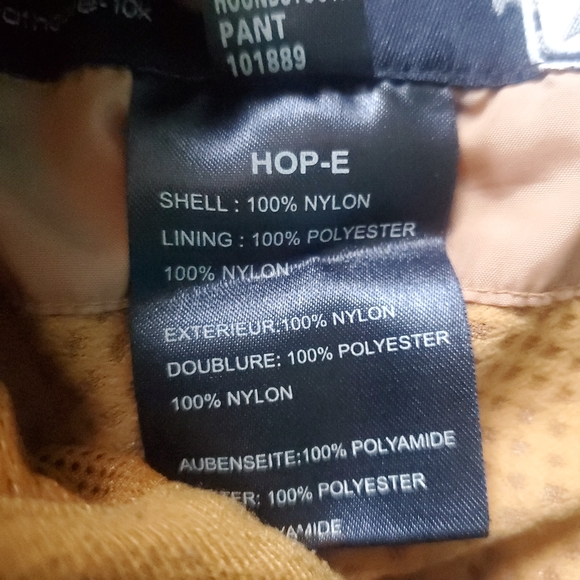 PANT
101889
HOP-E
SHELL : 100% NYLON
LINING : 100% POLYESTER
100% NYLON
EXTERIEUR:100% NYLON
DOUBLURE: 100% POLYESTER
100% NYLON
AUBENSEITE:100% POLYAMIDE
100% POLYESTER